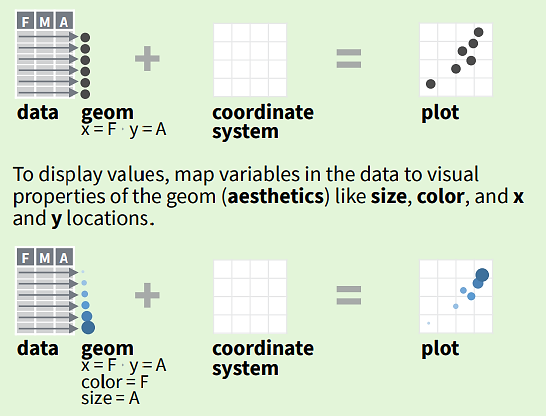 F M A
data geom coordinate plot
x = F · y = A system
To display values, map variables in the data to visual
properties of the geom (aesthetics) like size, color, and x
and y locations.
F M A
data geom coordinate plot
x = F · y = A system
color = F
size = A